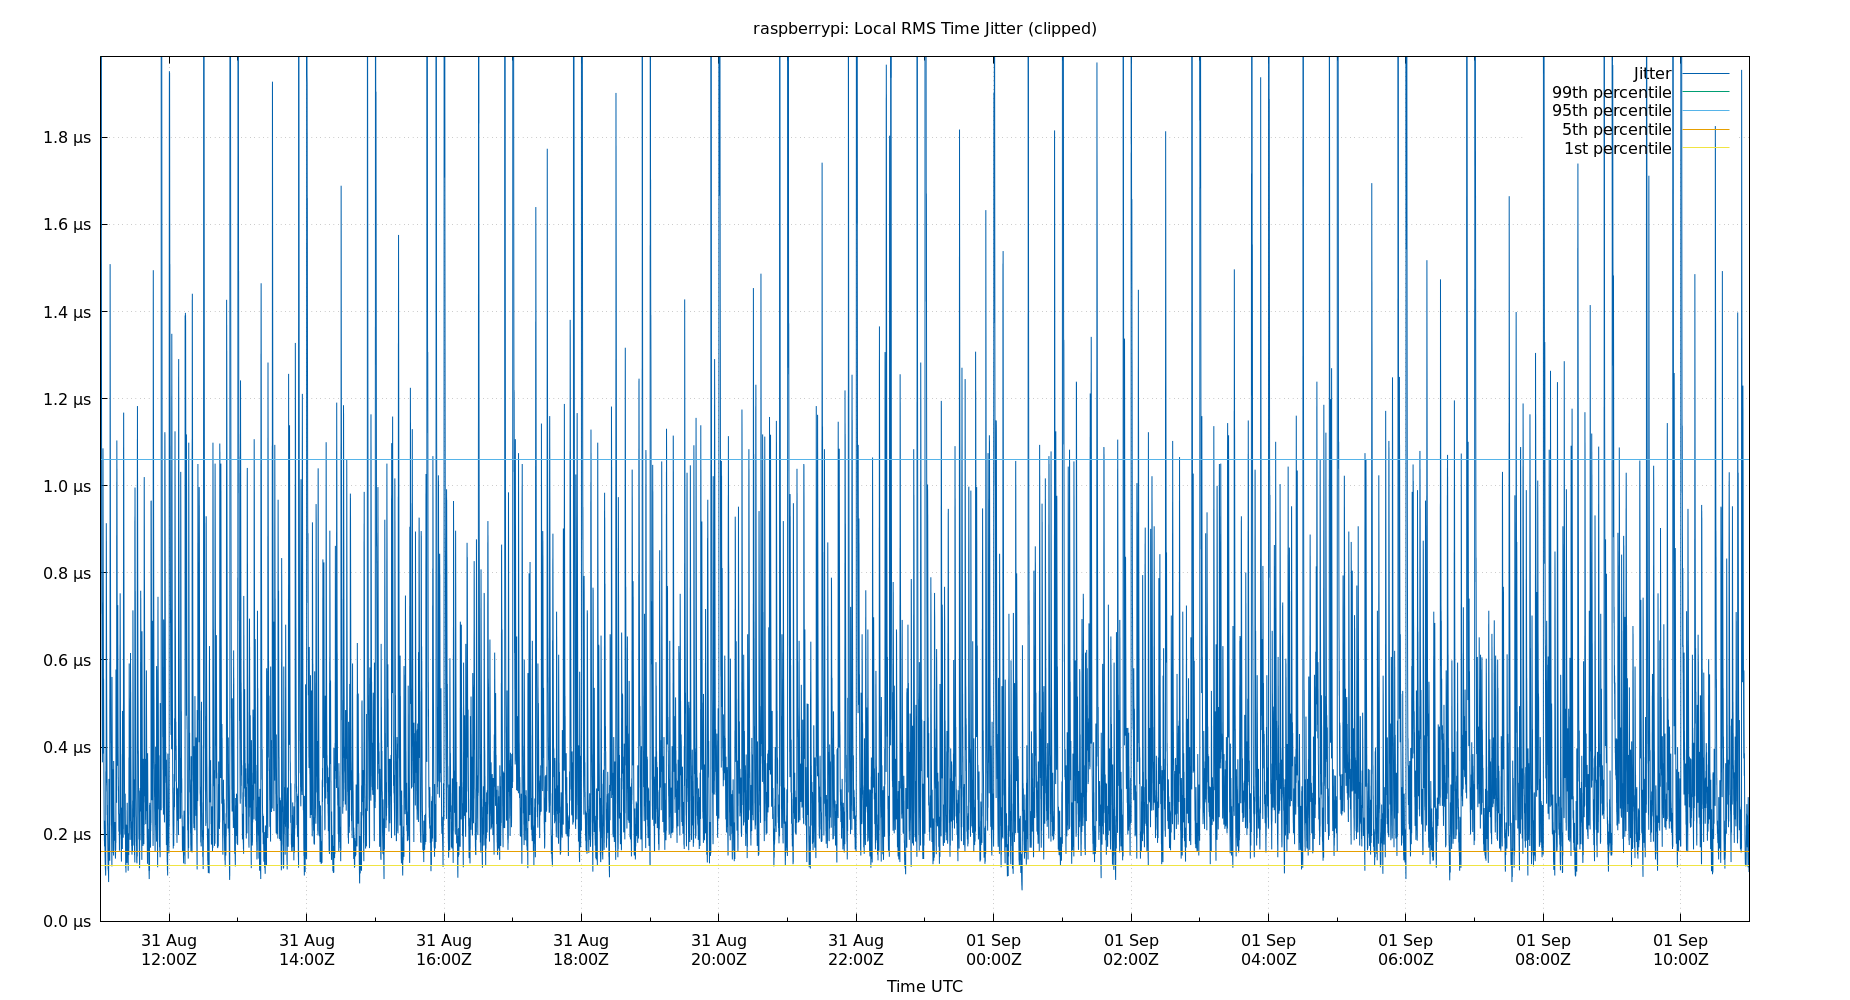 raspberrypi: Local RMS Time Jitter (clipped)
Jitter
99th percentile
95th percentile
5th percentile
1st percentile
1.8 µs
1.6 µs
1.4 µs
1.2 µs
1.0 µs
0.8 µs
0.6 µs
0.4 µs
0.2 µs
0.0 µs
31 Aug 31 Aug 31 Aug 31 Aug 31 Aug 31 Aug 01 Sep 01 Sep 01 Sep 01 Sep 01 Sep 01 Sep
12:00Z 14:00Z 16:00Z 18:00Z 20:00Z 22:00Z 00:00Z 02:00Z 04:00Z 06:00Z 08:00Z 10:00Z
Time UTC